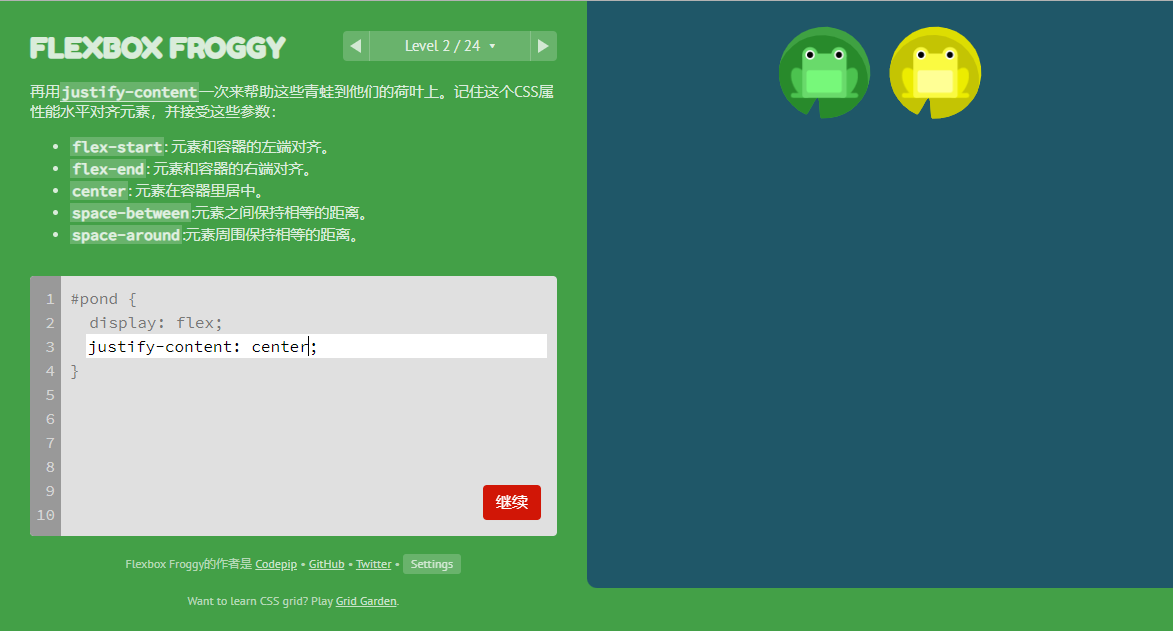 FLEXBOX FROGGY
Level 2 / 24
再用justify-content一次来帮助这些青蛙到他们的荷叶上。记住这个CSS属
性能水平对齐元素，并接受这些参数：
flex-start: 元素和容器的左端对齐。
flex-end: 元素和容器的右端对齐。
center: 元素在容器里居中。
space-between:元素之间保持相等的距离。
space-around:元素周围保持相等的距离。
1 #pond {
2 display: flex;
3 justify-content: center;
4 }
5
6
7
8
9
10
继续
Flexbox Froggy的作者是 Codepip • GitHub • Twitter • Settings
Want to learn CSS grid? Play Grid Garden.